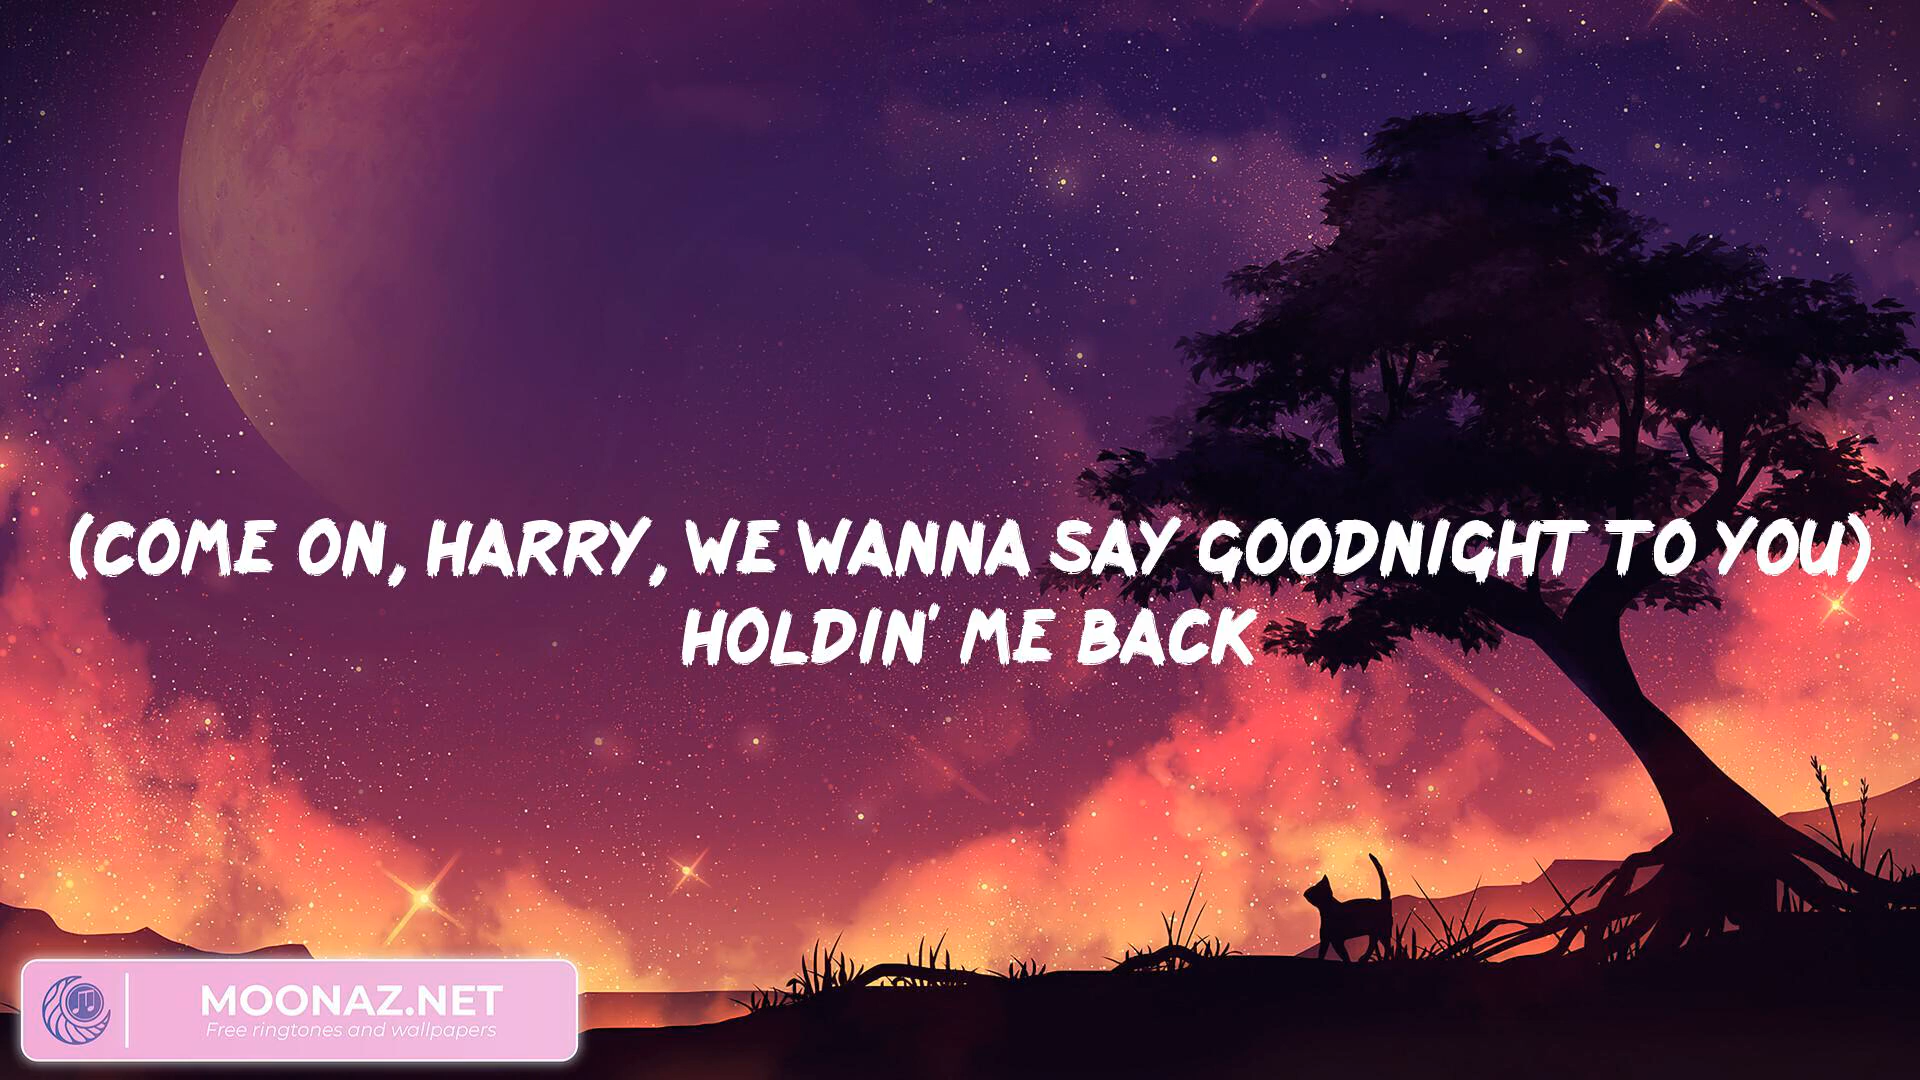 (COME ON, HARRY, WE WANNA SAY GOODNIGHT TO YOU)
HOLDIN' ME BACK
MOONAZ.NET
Free ringtones and wallpapers